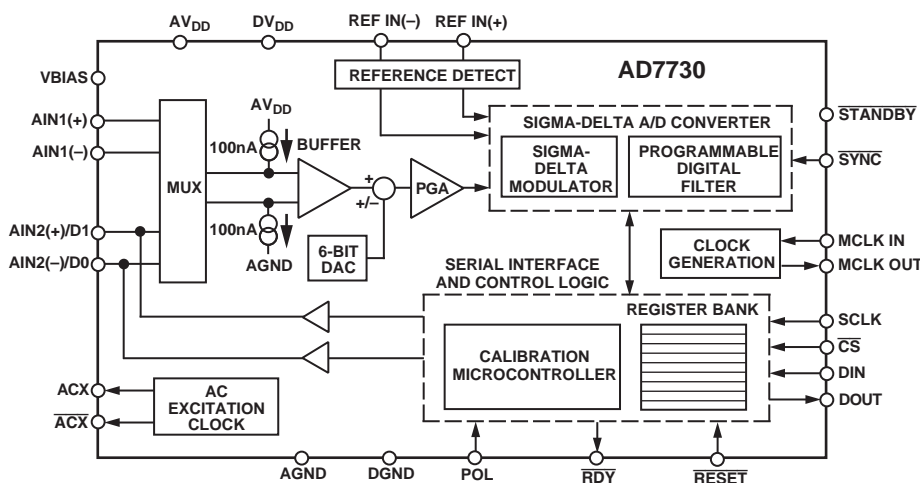 AVDD
DVDD
REF IN(–)
REF IN(+)
VBIAS
REFERENCE DETECT
AD7730
AIN1(+)
AIN1(–)
MUX
AVDD
100nA
BUFFER
100nA
AGND
+
+/–
6-BIT
DAC
PGA
SIGMA-DELTA A/D CONVERTER
SIGMA-
DELTA
MODULATOR
PROGRAMMABLE
DIGITAL
FILTER
STANDBY
SYNC
AIN2(+)/D1
AIN2(–)/D0
CLOCK
GENERATION
MCLK IN
MCLK OUT
SERIAL INTERFACE
AND CONTROL LOGIC
REGISTER BANK
CALIBRATION
MICROCONTROLLER
SCLK
CS
DIN
DOUT
ACX
ACX
AC
EXCITATION
CLOCK
AGND
DGND
POL
RDY
RESET